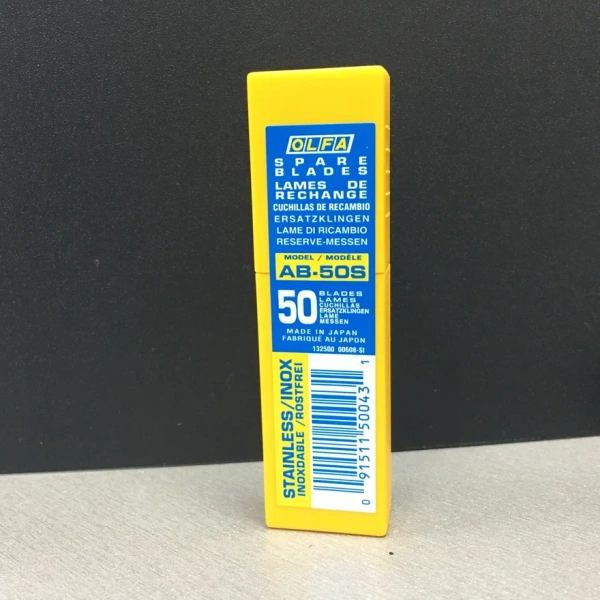 OLFA
SPARE
BLADES
LAMES DE
RECHANGE
CUCHILLAS DE RECAMBIO
ERSATZKLINGEN
LAME DI RICAMBIO
RESERVE-MESSEN
MODEL / MODÈLE
AB-50S
50
BLADES
LAMES
CUCHILLAS
ERSATZKLINGEN
LAME
MESSEN
MADE IN JAPAN
FABRIQUÉ AU JAPON
132500 00608-SI
STAINLESS/INOX
INOXDABLE/ROSTFREI
0 91511 50043 1